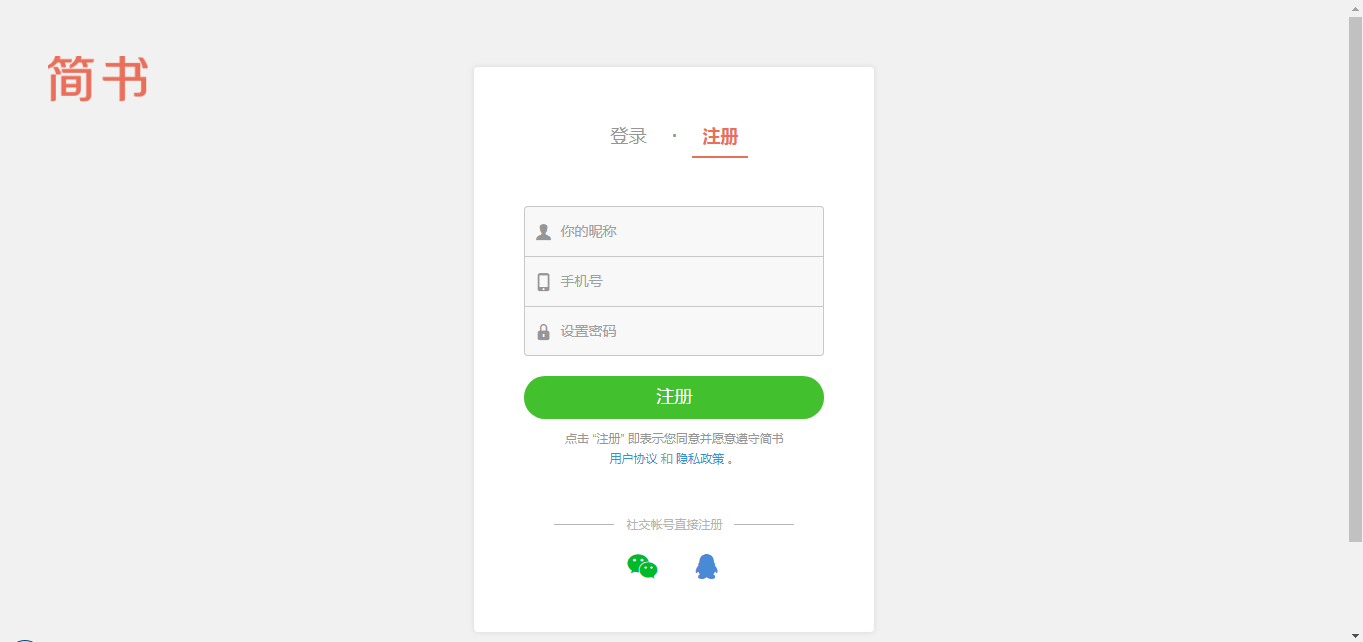 简书
登录 · 注册
你的昵称
手机号
设置密码
注册
点击 “注册” 即表示您同意并愿意遵守简书
用户协议 和 隐私政策 。
社交帐号直接注册